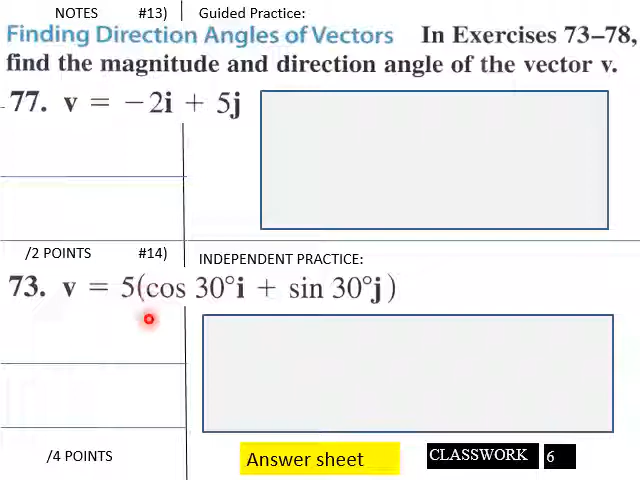 NOTES #13) Guided Practice:
Finding Direction Angles of Vectors In Exercises 73–78,
find the magnitude and direction angle of the vector v.
77. v = −2i + 5j
/2 POINTS #14) INDEPENDENT PRACTICE:
73. v = 5(cos 30°i + sin 30°j)
/4 POINTS Answer sheet CLASSWORK 6